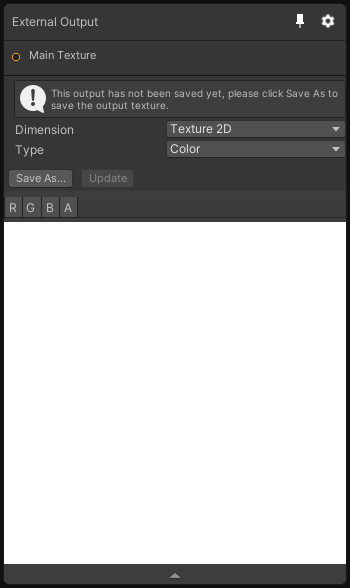 External Output
Main Texture
This output has not been saved yet, please click Save As to
save the output texture.
Dimension Texture 2D
Type Color
Save As... Update
R G B A